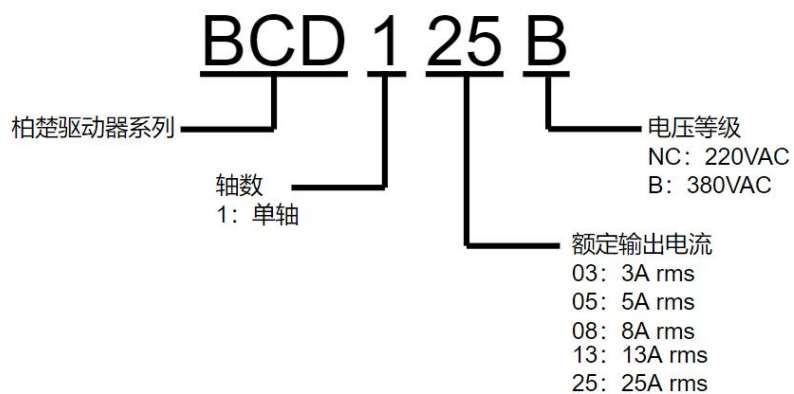 BCD 1 25 B
柏楚驱动器系列
电压等级
NC：220VAC
B：380VAC
轴数
1：单轴
额定输出电流
03：3A rms
05：5A rms
08：8A rms
13：13A rms
25：25A rms